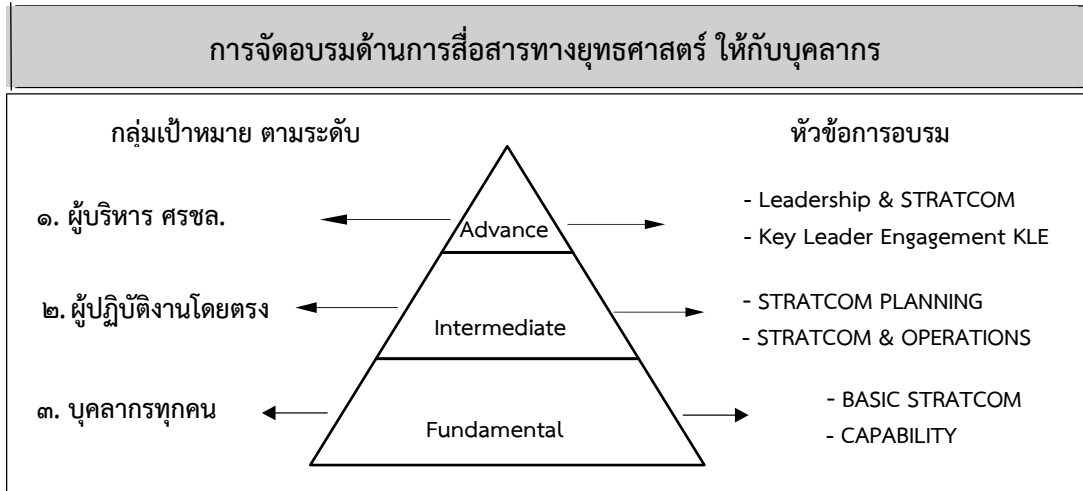 การจัดอบรมด้านการสื่อสารทางยุทธศาสตร์ ให้กับบุคลากร
กลุ่มเป้าหมาย ตามระดับ
หัวข้อการอบรม
๑. ผู้บริหาร ศรชล.
Advance
- Leadership & STRATCOM
- Key Leader Engagement KLE
๒. ผู้ปฏิบัติงานโดยตรง
Intermediate
- STRATCOM PLANNING
- STRATCOM & OPERATIONS
๓. บุคลากรทุกคน
Fundamental
- BASIC STRATCOM
- CAPABILITY